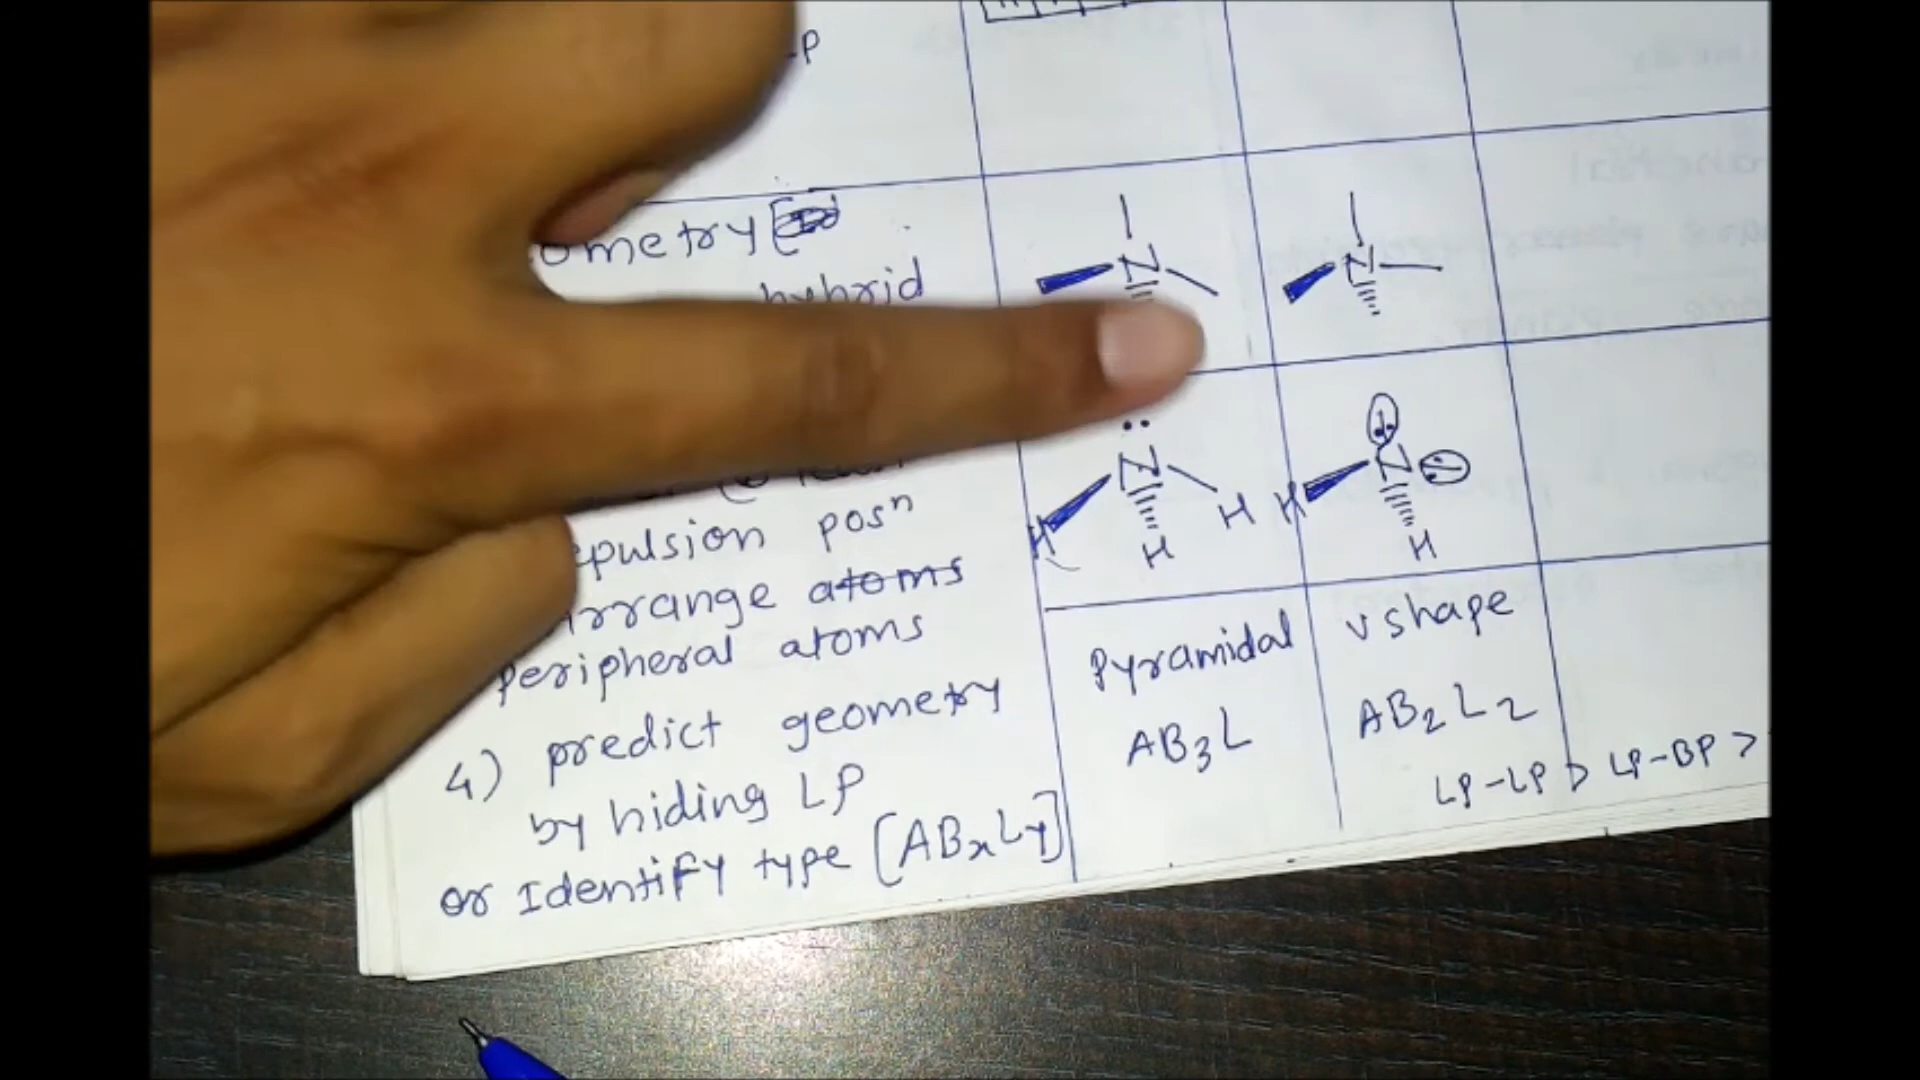 ometry
hybrid
epulsion posⁿ
arrange atoms
peripheral atoms
4) predict geometry
by hiding LP
or Identify type [ABxLy]
N
N
N
H H H
N
H H
Pyramidal
AB₃L
v shape
AB₂L₂
LP-LP > LP-BP >